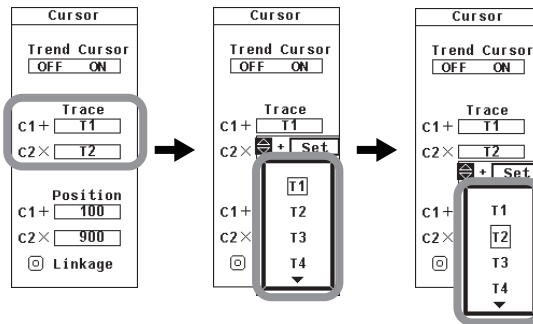 Cursor
Trend Cursor
OFF ON
Trace
C1+ T1
C2× T2
Position
C1+ 100
C2× 900
Linkage
Cursor
Trend Cursor
OFF ON
Trace
C1+ T1
C2× + Set
T1
C1+ T2
C2× T3
T4
Cursor
Trend Cursor
OFF ON
Trace
C1+ T1
C2× T2
+ Set
C1+ T1
C2× T2
T3
T4